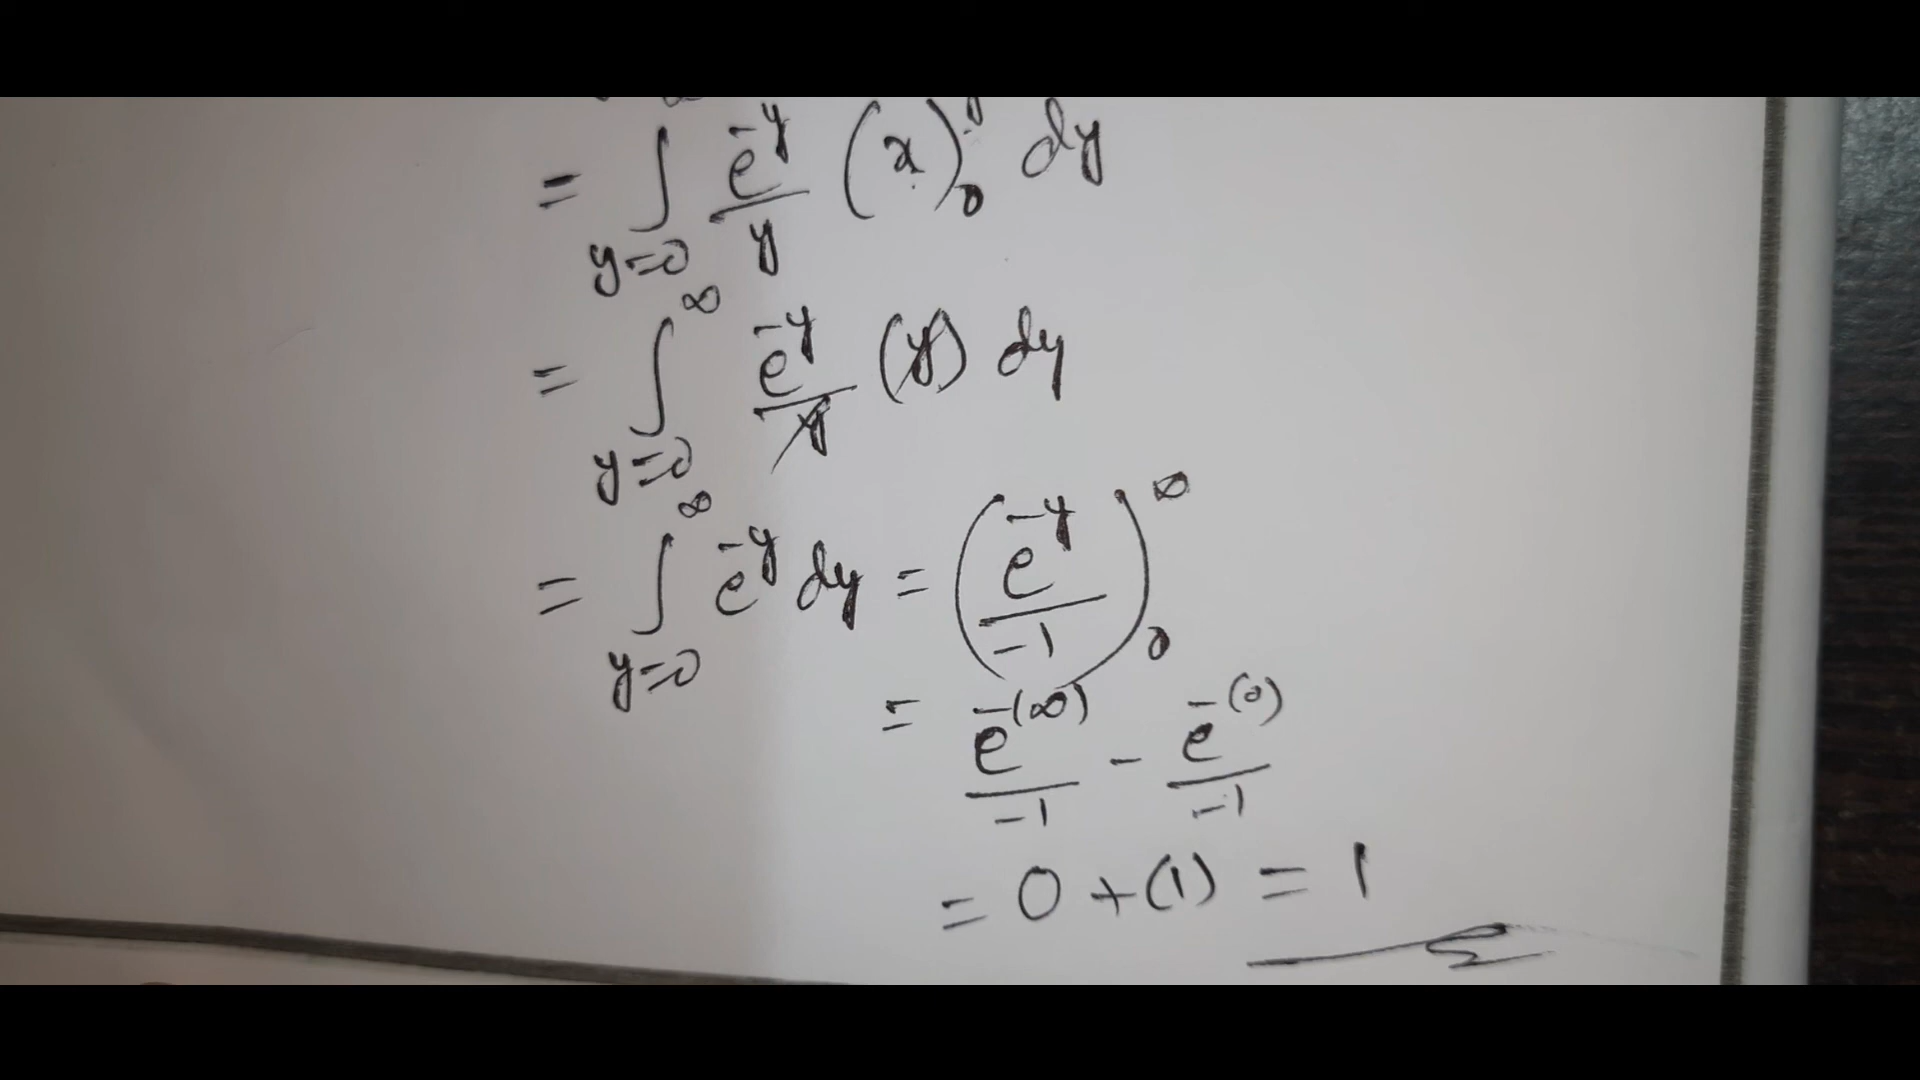 = ∫_{y=0} e^{-y}/y (x)_0^y dy
= ∫_{y=0}^{∞} e^{-y}/y (y) dy
= ∫_{y=0}^{∞} e^{-y} dy = (e^{-y}/-1)_0^{∞}
= e^{-(∞)}/-1 - e^{-(0)}/-1
= 0 + (1) = 1